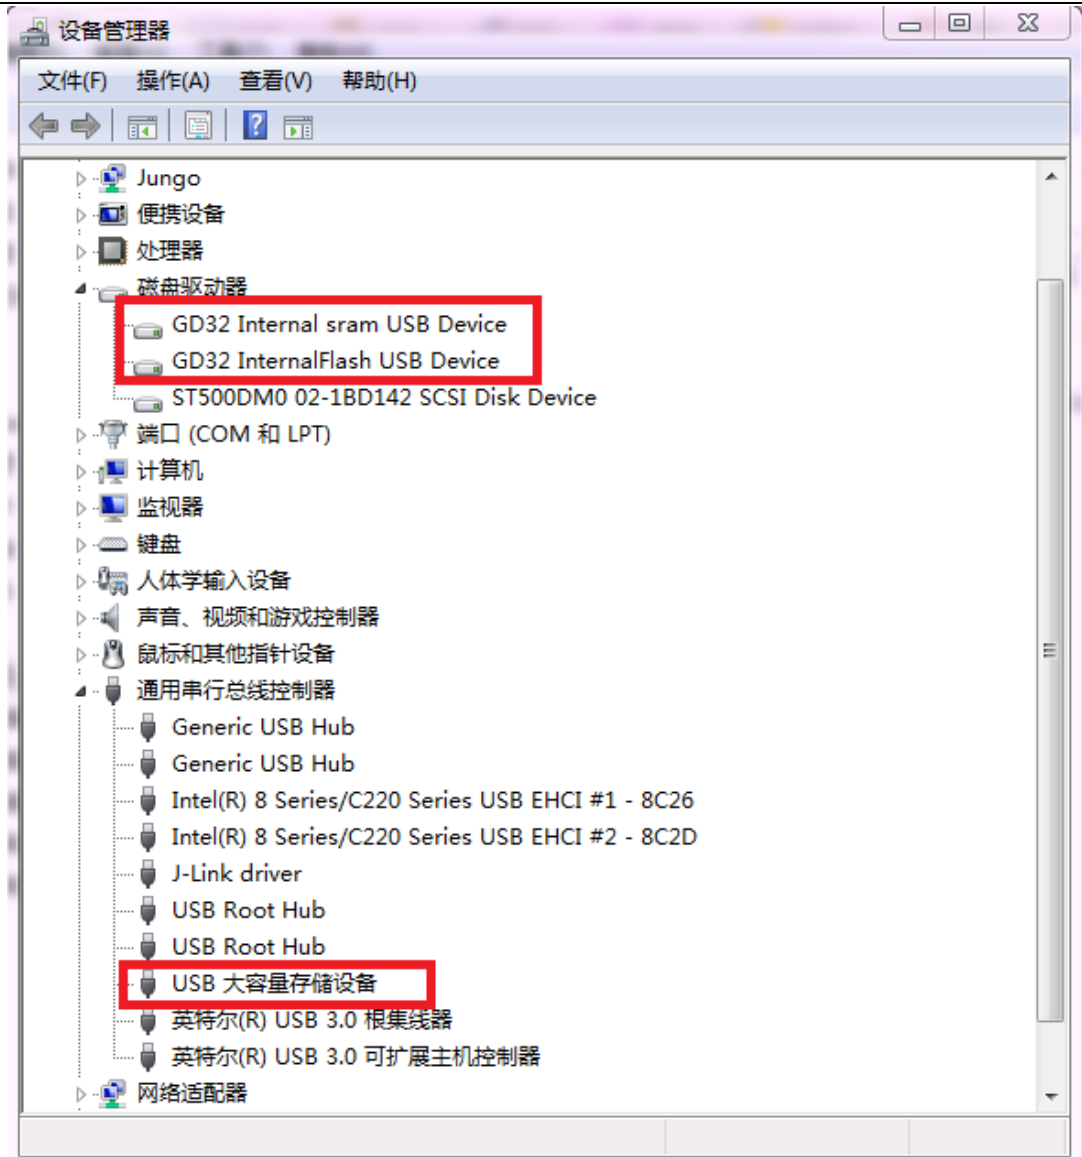 设备管理器
文件(F) 操作(A) 查看(V) 帮助(H)
Jungo
便携设备
处理器
磁盘驱动器
GD32 Internal sram USB Device
GD32 InternalFlash USB Device
ST500DM0 02-1BD142 SCSI Disk Device
端口 (COM 和 LPT)
计算机
监视器
键盘
人体学输入设备
声音、视频和游戏控制器
鼠标和其他指针设备
通用串行总线控制器
Generic USB Hub
Generic USB Hub
Intel(R) 8 Series/C220 Series USB EHCI #1 - 8C26
Intel(R) 8 Series/C220 Series USB EHCI #2 - 8C2D
J-Link driver
USB Root Hub
USB Root Hub
USB 大容量存储设备
英特尔(R) USB 3.0 根集线器
英特尔(R) USB 3.0 可扩展主机控制器
网络适配器